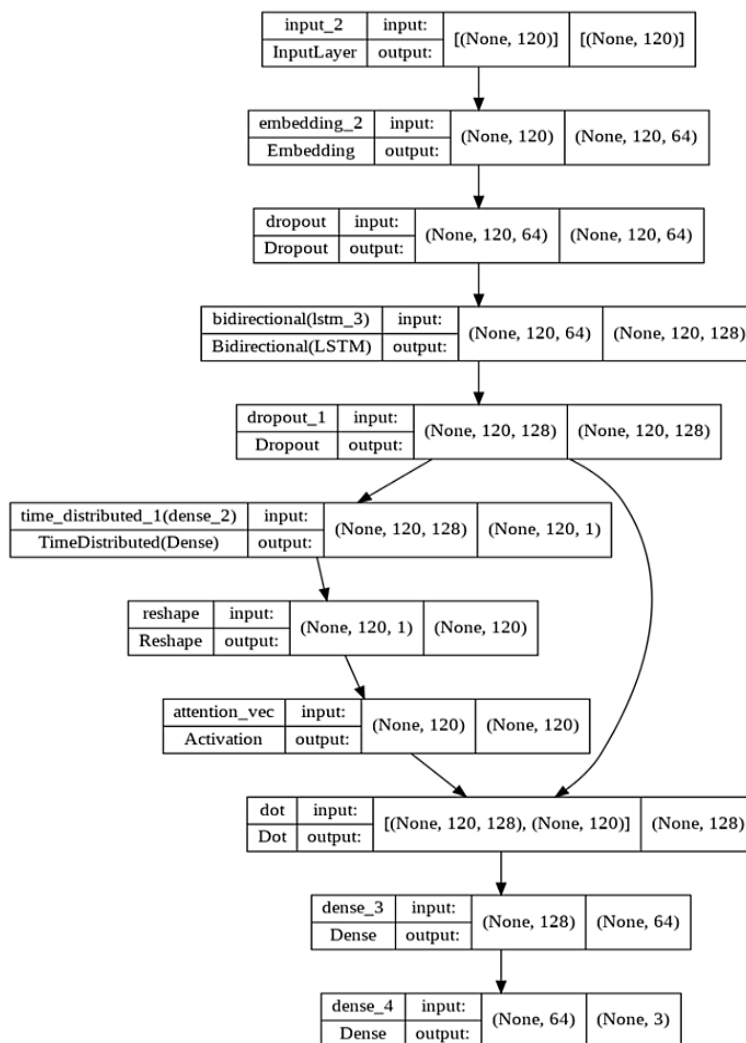 input_2 input: [(None, 120)] [(None, 120)]
InputLayer output:
embedding_2 input: (None, 120) (None, 120, 64)
Embedding output:
dropout input: (None, 120, 64) (None, 120, 64)
Dropout output:
bidirectional(lstm_3) input: (None, 120, 64) (None, 120, 128)
Bidirectional(LSTM) output:
dropout_1 input: (None, 120, 128) (None, 120, 128)
Dropout output:
time_distributed_1(dense_2) input: (None, 120, 128) (None, 120, 1)
TimeDistributed(Dense) output:
reshape input: (None, 120, 1) (None, 120)
Reshape output:
attention_vec input: (None, 120) (None, 120)
Activation output:
dot input: [(None, 120, 128), (None, 120)] (None, 128)
Dot output:
dense_3 input: (None, 128) (None, 64)
Dense output:
dense_4 input: (None, 64) (None, 3)
Dense output: